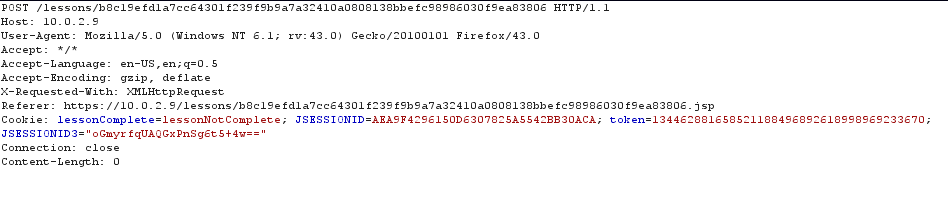 POST /lessons/b8c19efd1a7cc64301f239f9b9a7a32410a0808138bbefc98986030f9ea83806 HTTP/1.1
Host: 10.0.2.9
User-Agent: Mozilla/5.0 (Windows NT 6.1; rv:43.0) Gecko/20100101 Firefox/43.0
Accept: */*
Accept-Language: en-US,en;q=0.5
Accept-Encoding: gzip, deflate
X-Requested-With: XMLHttpRequest
Referer: https://10.0.2.9/lessons/b8c19efd1a7cc64301f239f9b9a7a32410a0808138bbefc98986030f9ea83806.jsp
Cookie: lessonComplete=lessonNotComplete; JSESSIONID=AEA9F4296150D6307825A5542BB30ACA; token=134462881658521188496892618998969233670;
JSESSIONID3="oGmyrfqUAQGxPnSg6t5+4w=="
Connection: close
Content-Length: 0